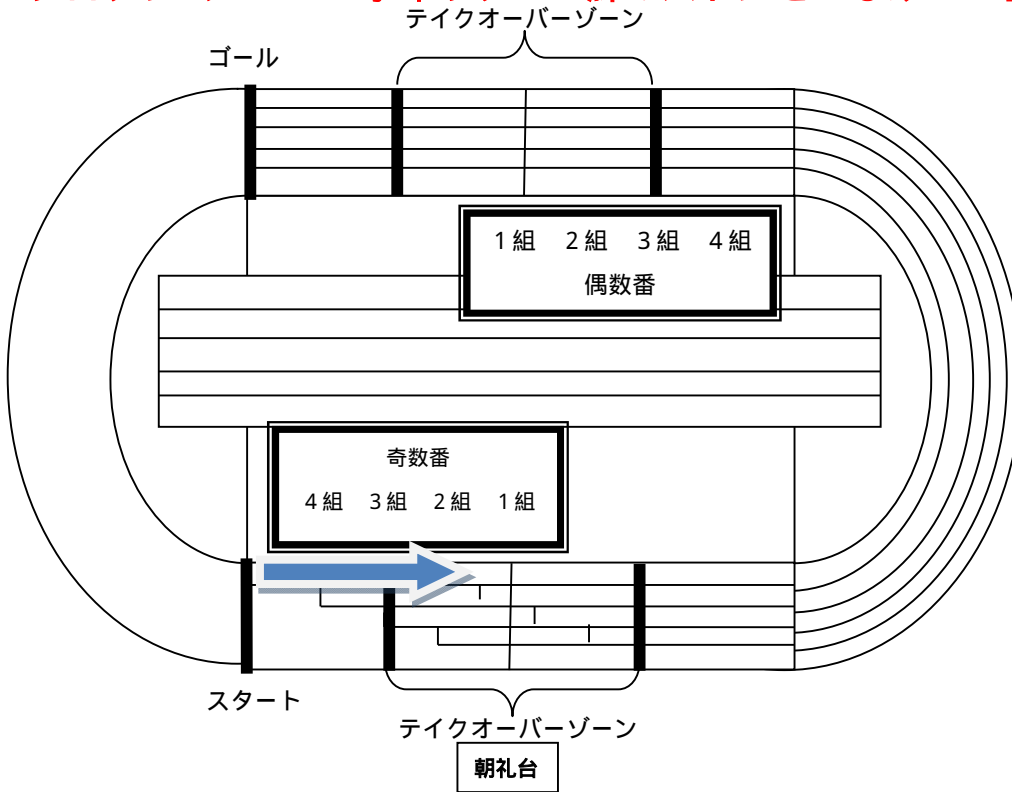 テイクオーバーゾーン
ゴール
1組 2組 3組 4組
偶数番
奇数番
4組 3組 2組 1組
スタート
テイクオーバーゾーン
朝礼台